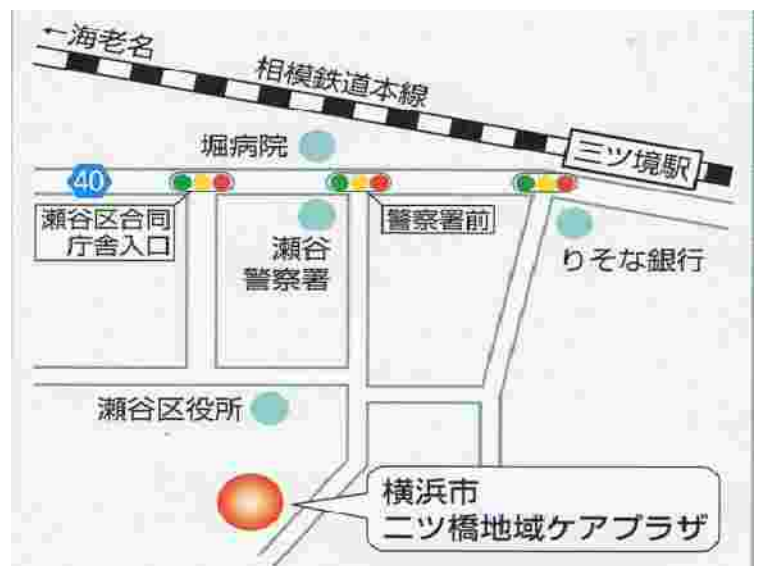 ←海老名
相模鉄道本線
三ツ境駅
堀病院
40
瀬谷区合同
庁舎入口
瀬谷
警察署
警察署前
りそな銀行
瀬谷区役所
横浜市
二ツ橋地域ケアプラザ